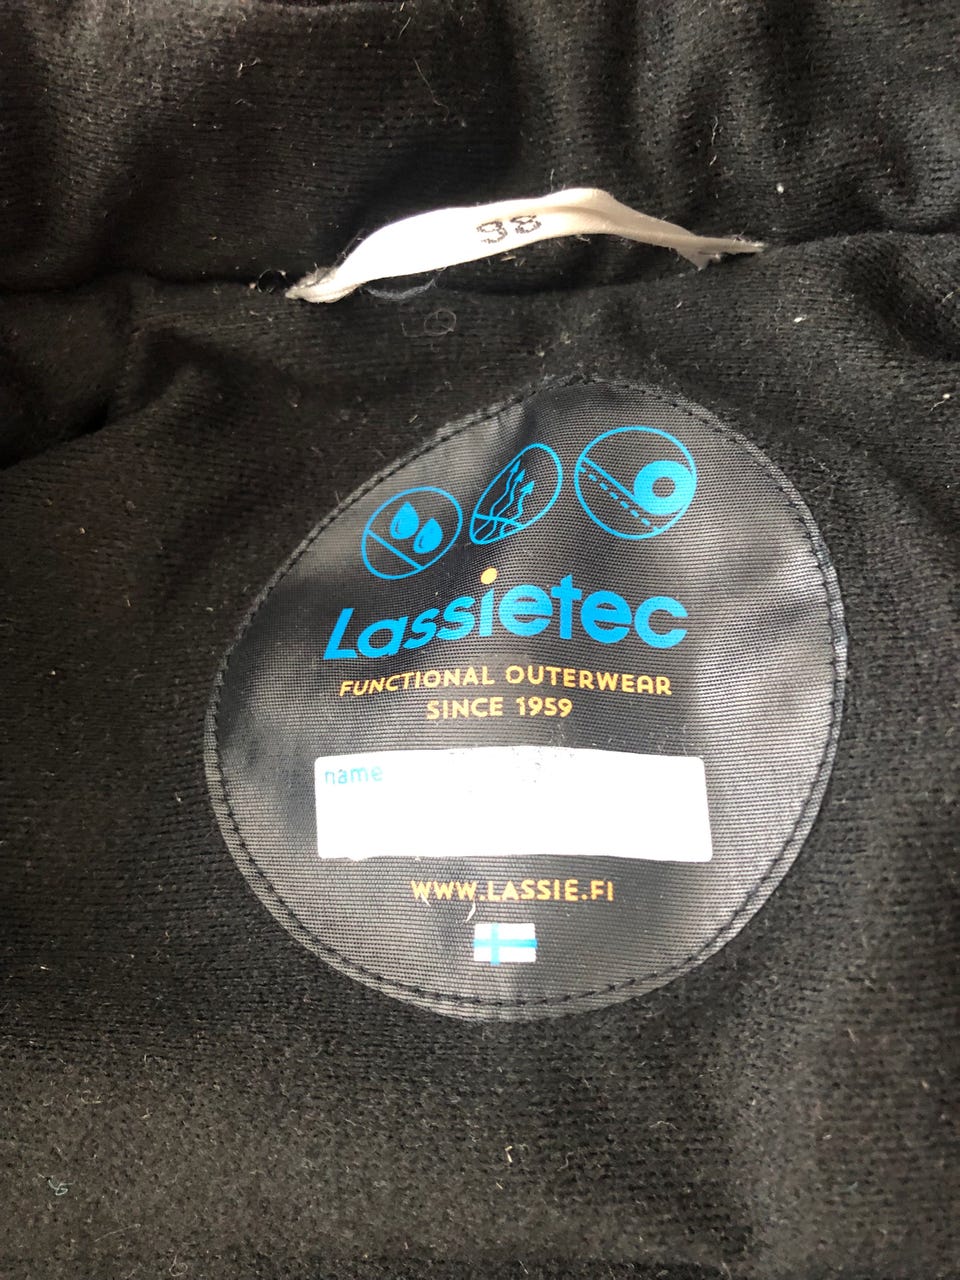 98
Lassietec
FUNCTIONAL OUTERWEAR
SINCE 1959
name
WWW.LASSIE.FI